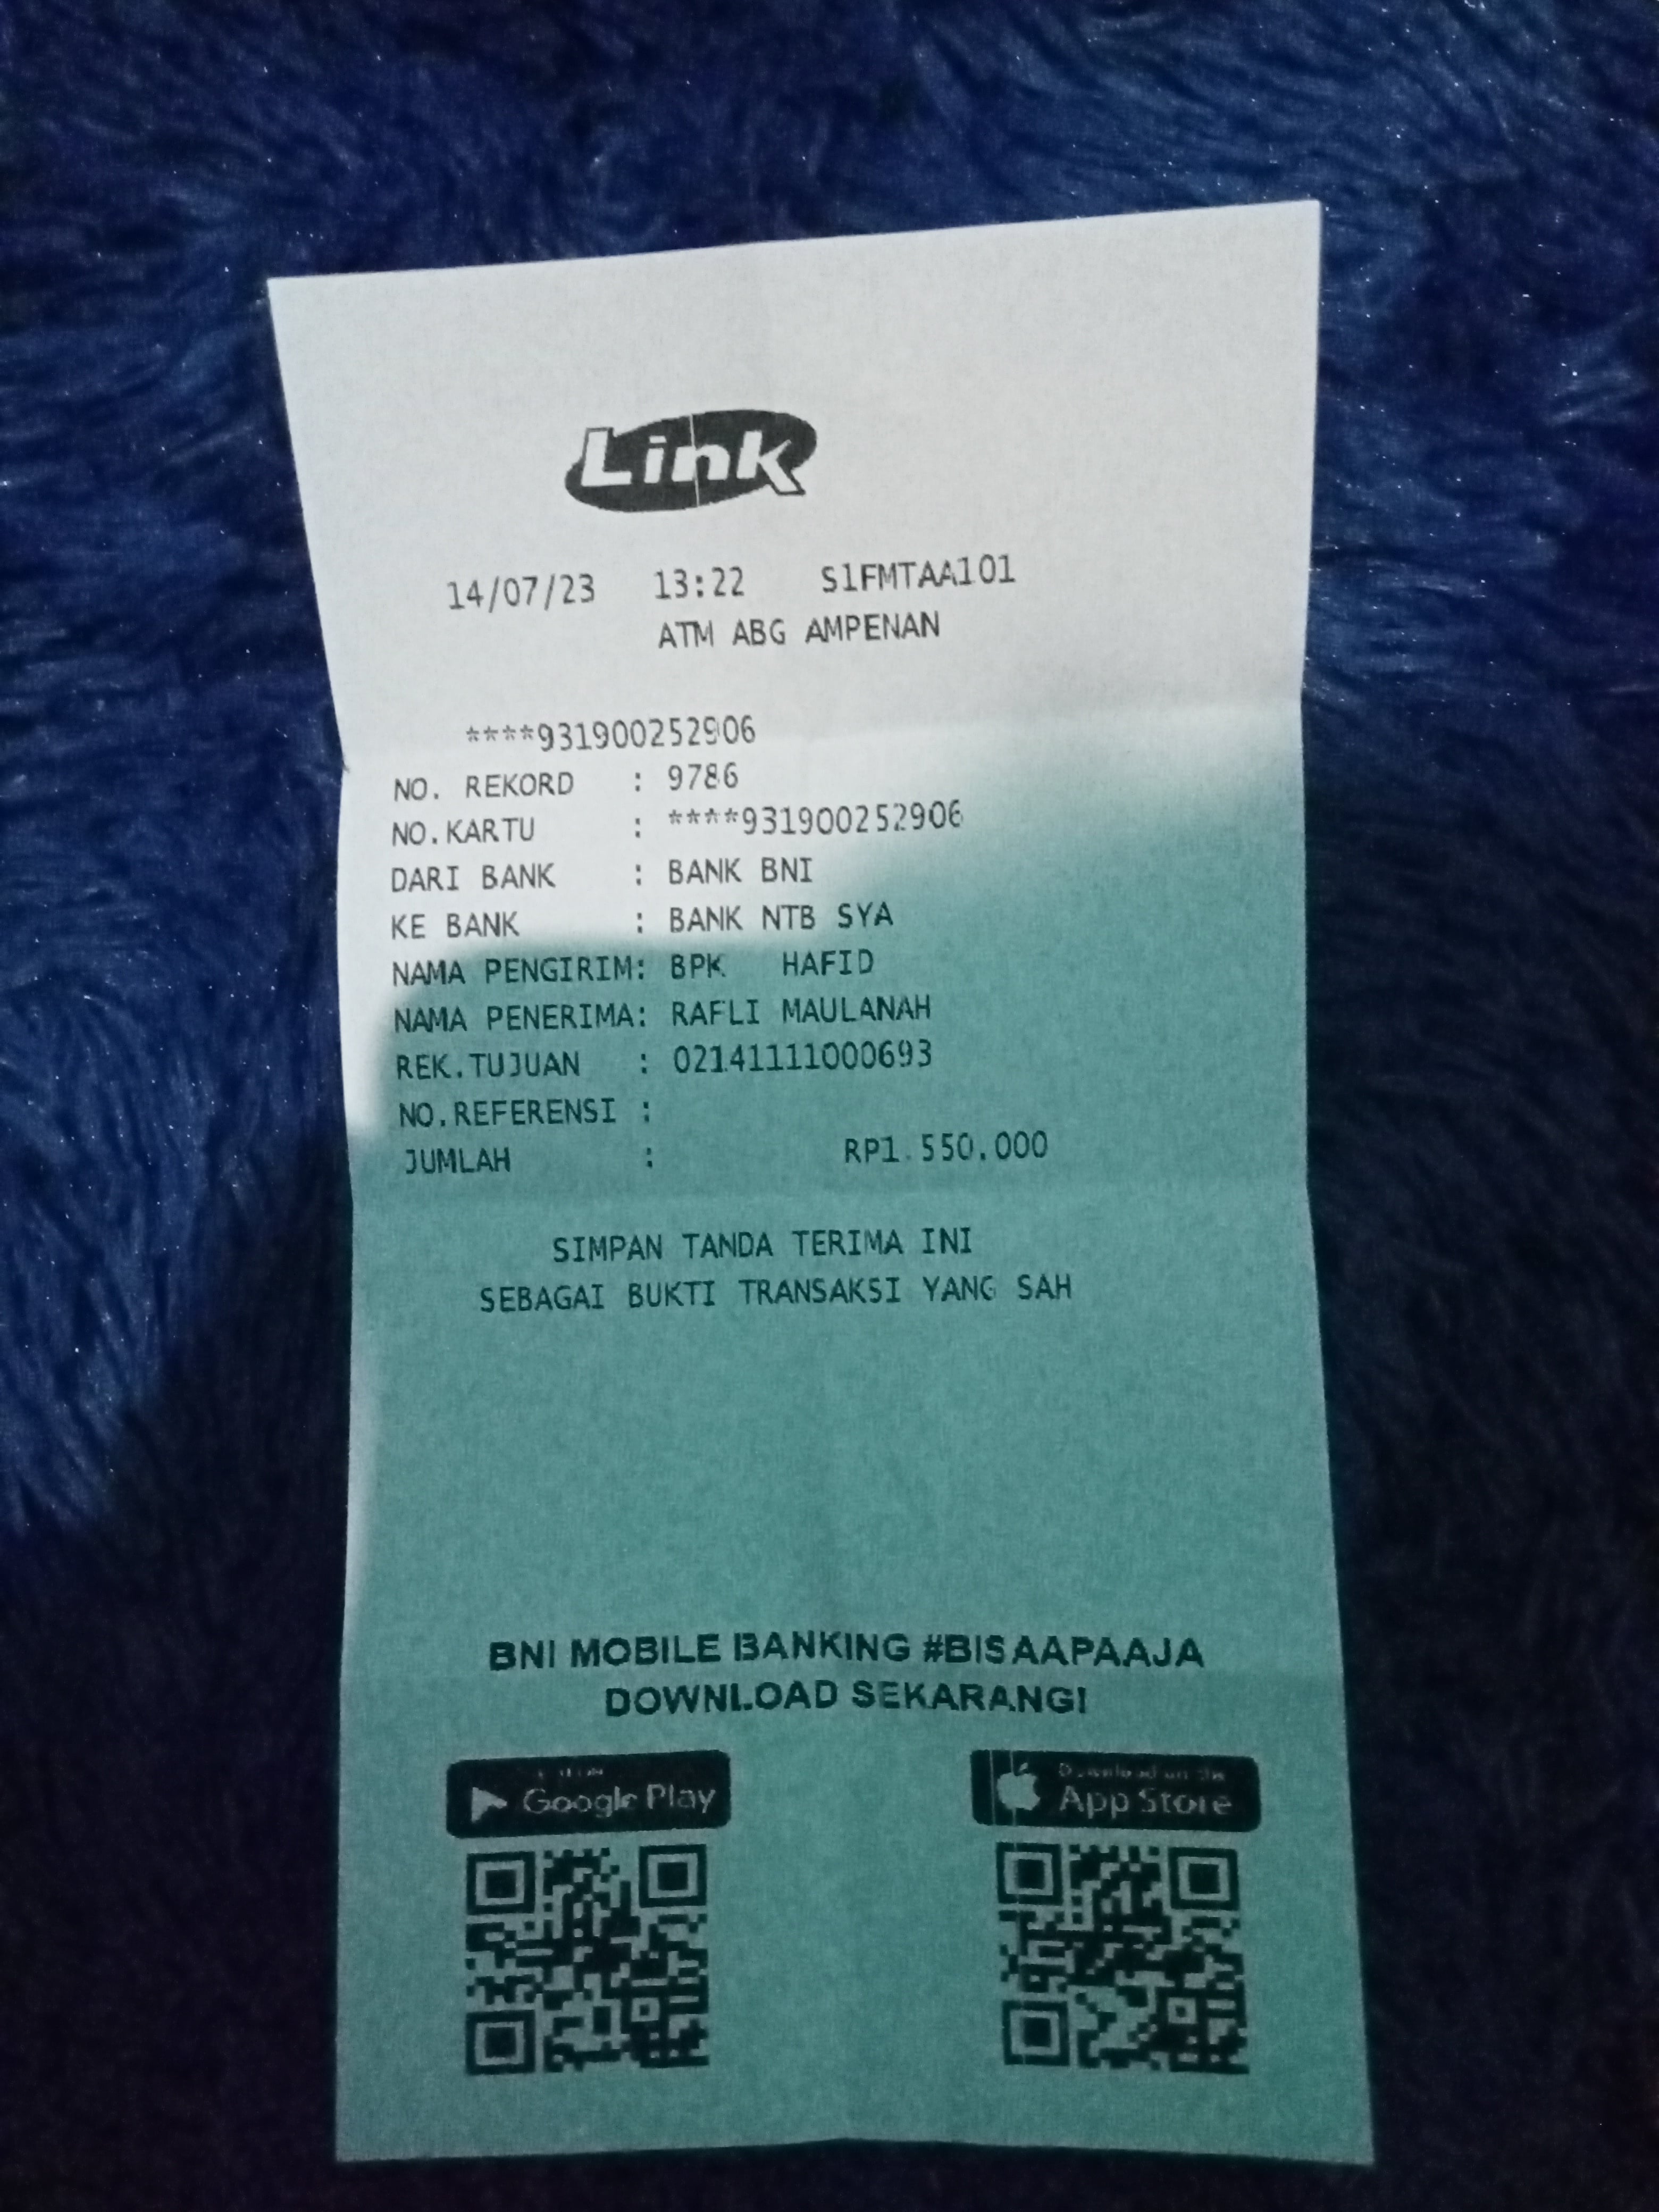 Link
14/07/23 13:22 S1FMTAA101
ATM ABG AMPENAN
****931900252906
NO. REKORD : 9786
NO.KARTU : ****931900252906
DARI BANK : BANK BNI
KE BANK : BANK NTB SYA
NAMA PENGIRIM: BPK HAFID
NAMA PENERIMA: RAFLI MAULANAH
REK.TUJUAN : 02141111000693
NO.REFERENSI :
JUMLAH : RP1.550.000
SIMPAN TANDA TERIMA INI
SEBAGAI BUKTI TRANSAKSI YANG SAH
BNI MOBILE BANKING #BISAAPAAJA
DOWNLOAD SEKARANG!
Google Play
Download on the
App Store